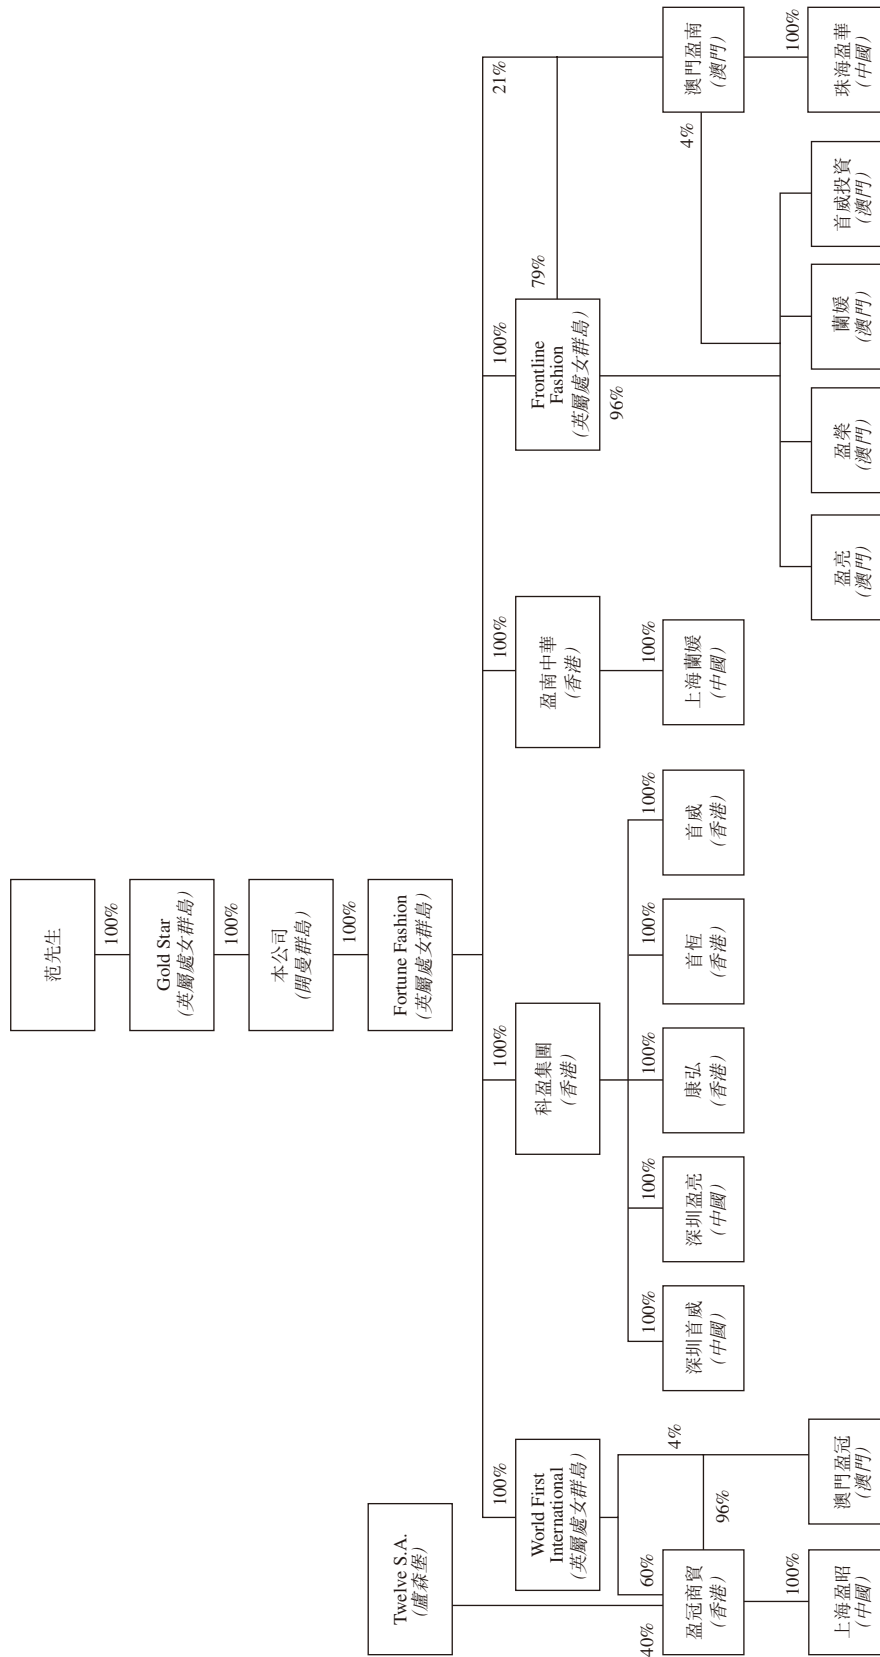 范先生
100%
Gold Star
(英屬處女群島)
100%
本公司
(開曼群島)
100%
Twelve S.A.
(盧森堡)
Fortune Fashion
(英屬處女群島)
100%
100%
100%
100%
21%
World First
International
(英屬處女群島)
科盈集團
(香港)
盈南中華
(香港)
Frontline
Fashion
(英屬處女群島)
79%
40%
60%
4%
100%
100%
100%
100%
100%
100%
96%
4%
盈冠商貿
(香港)
96%
深圳首威
(中國)
深圳盈亮
(中國)
康弘
(香港)
首恆
(香港)
首威
(香港)
上海蘭媛
(中國)
澳門盈南
(澳門)
100%
100%
上海盈昭
(中國)
澳門盈冠
(澳門)
盈亮
(澳門)
盈榮
(澳門)
蘭媛
(澳門)
首威投資
(澳門)
珠海盈華
(中國)